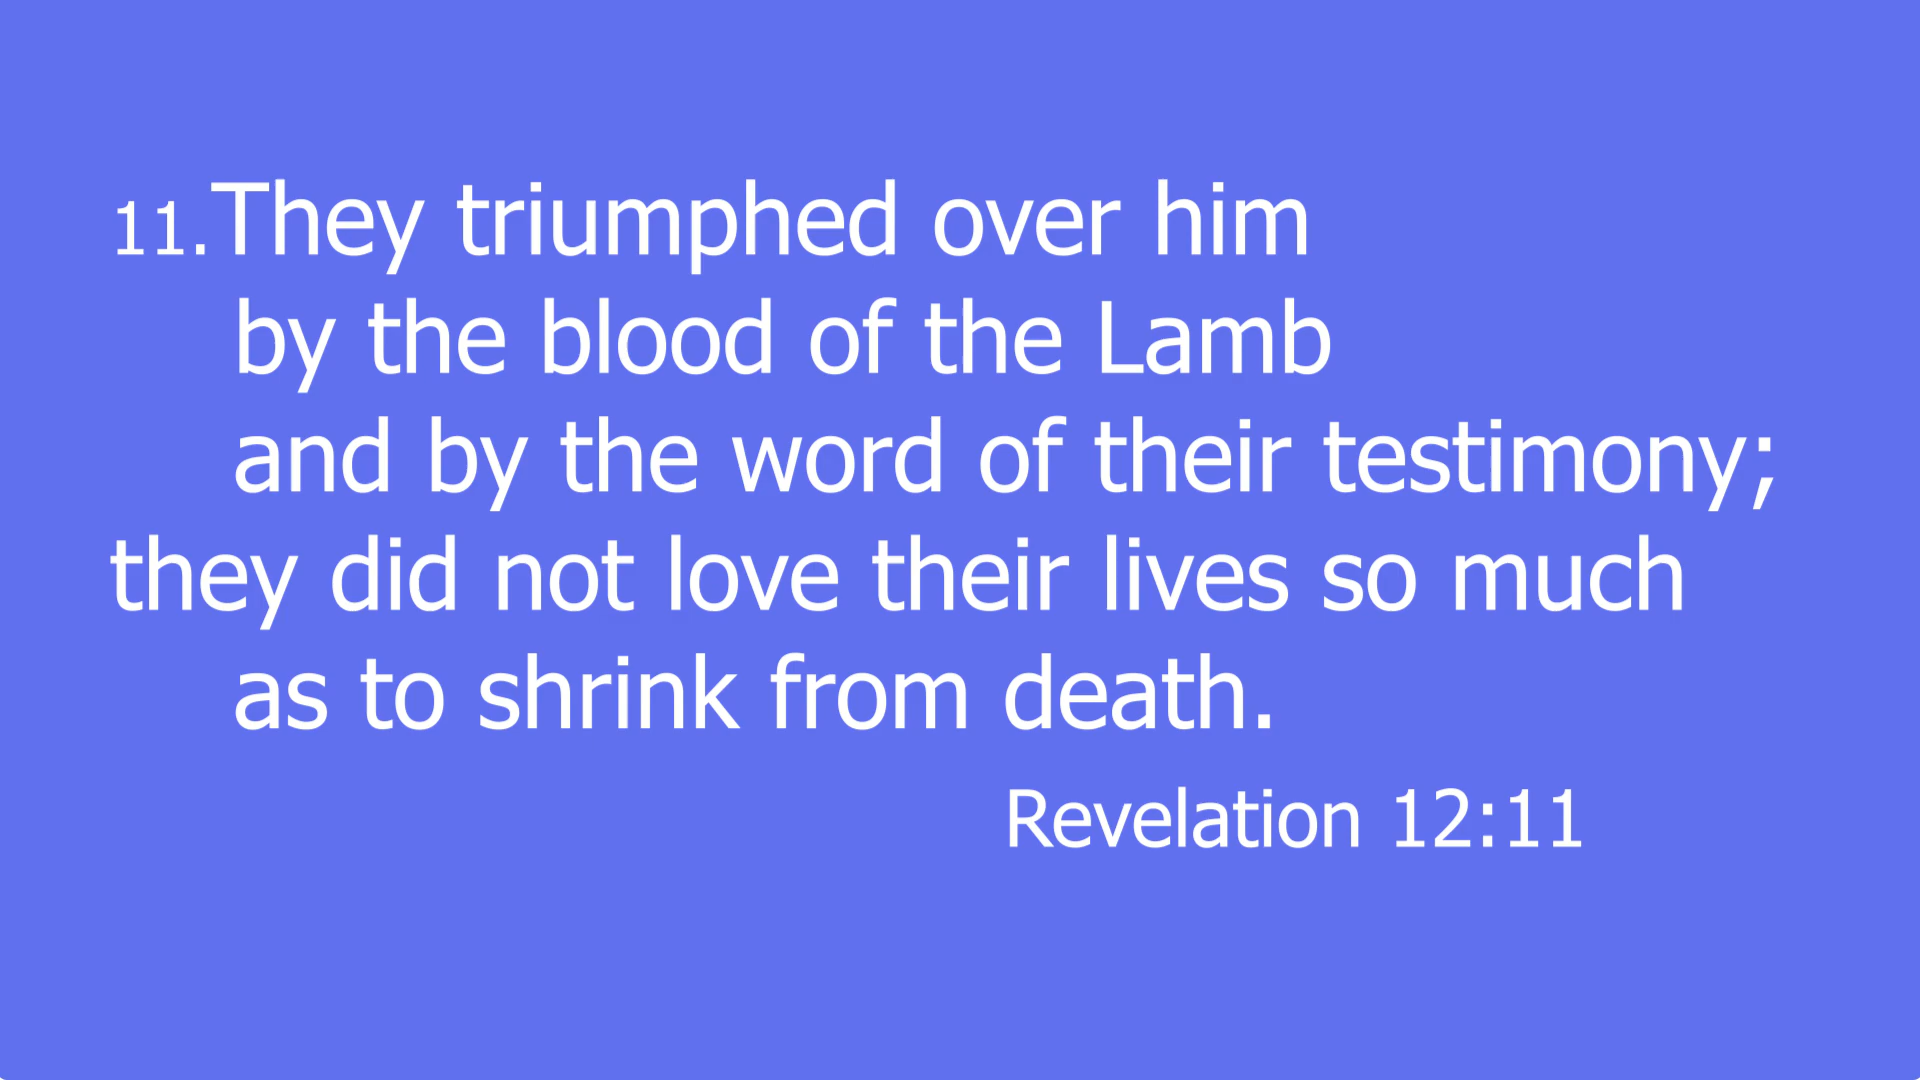 11.They triumphed over him
by the blood of the Lamb
and by the word of their testimony;
they did not love their lives so much
as to shrink from death.
Revelation 12:11